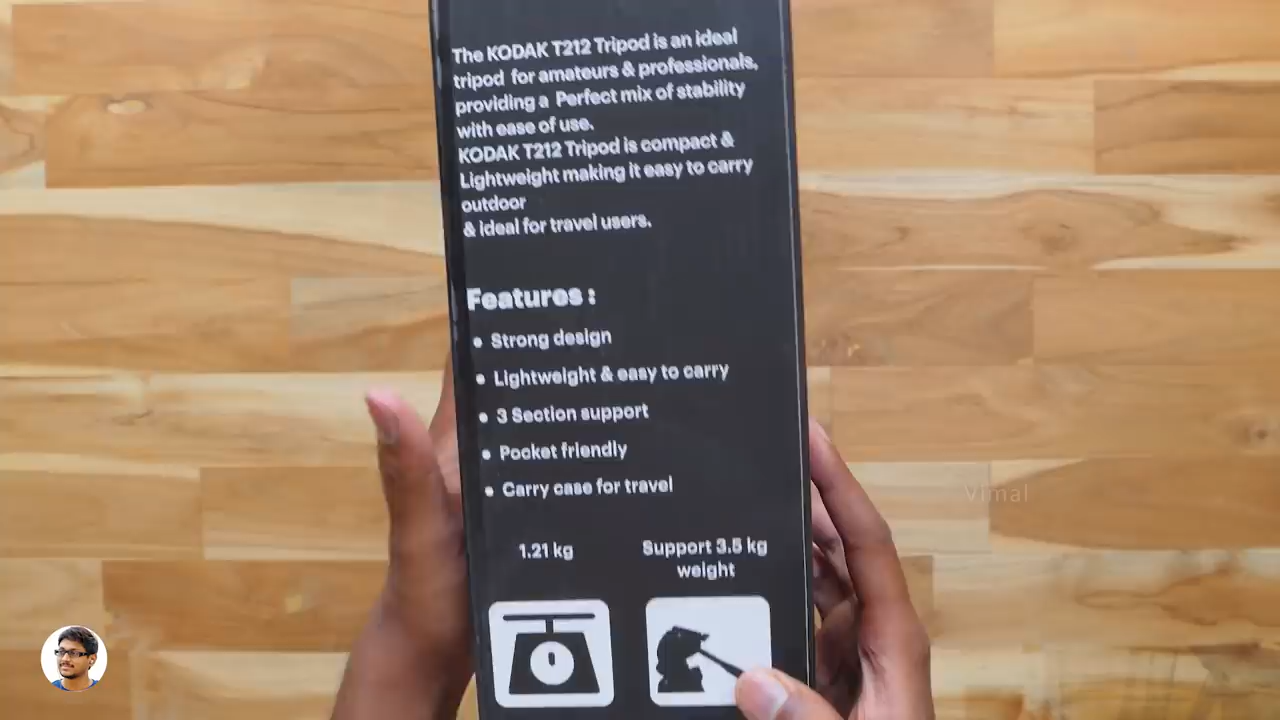 The KODAK T212 Tripod is an ideal
tripod for amateurs & professionals,
providing a Perfect mix of stability
with ease of use.
KODAK T212 Tripod is compact &
Lightweight making it easy to carry
outdoor
& ideal for travel users.
Features :
• Strong design
• Lightweight & easy to carry
• 3 Section support
• Pocket friendly
• Carry case for travel
1.21 kg
Support 3.5 kg
weight
Vimal